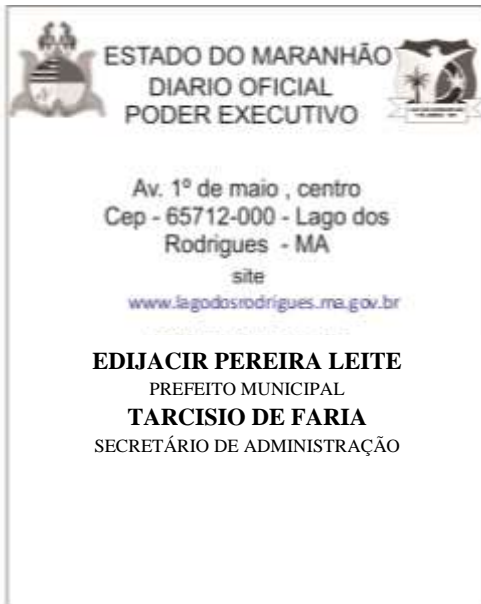 ESTADO DO MARANHÃO
DIARIO OFICIAL
PODER EXECUTIVO
Av. 1º de maio , centro
Cep - 65712-000 - Lago dos
Rodrigues - MA
site
www.lagodosrodrigues.ma.gov.br
EDIJACIR PEREIRA LEITE
PREFEITO MUNICIPAL
TARCISIO DE FARIA
SECRETÁRIO DE ADMINISTRAÇÃO